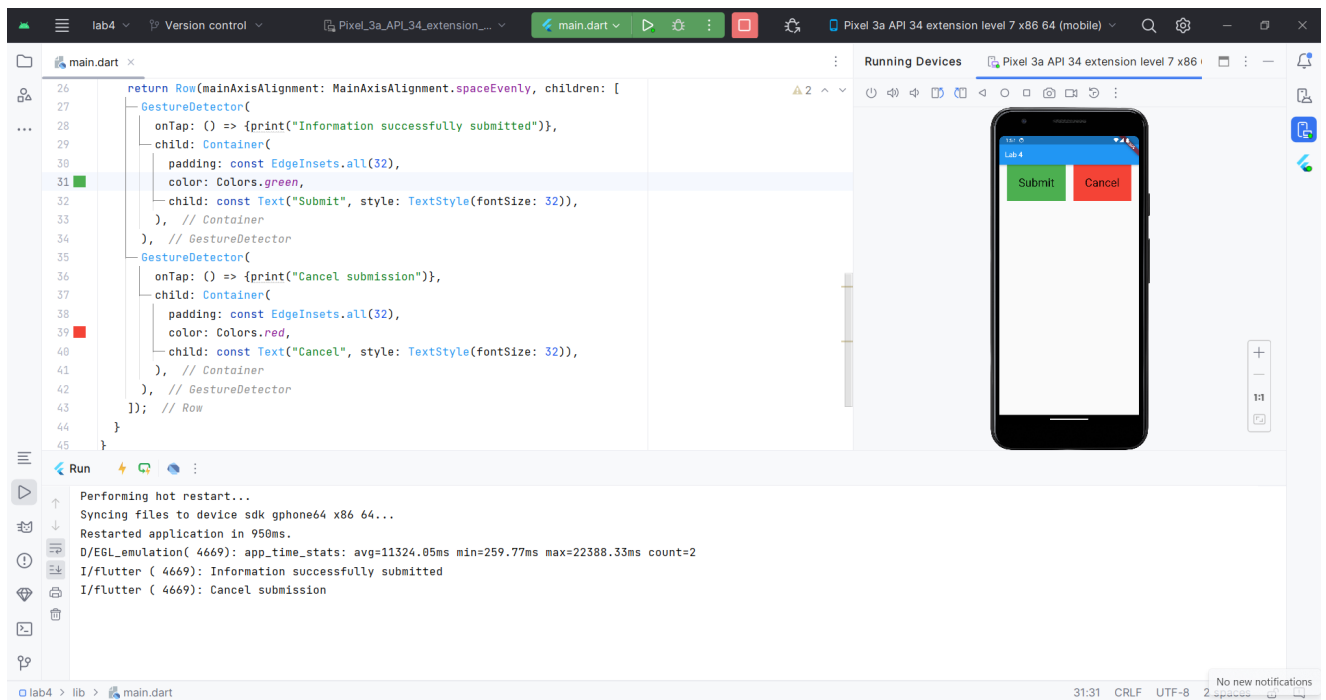 lab4 Version control Pixel_3a_API_34_extension_... main.dart Pixel 3a API 34 extension level 7 x86 64 (mobile)
main.dart
Running Devices Pixel 3a API 34 extension level 7 x86
26 return Row(mainAxisAlignment: MainAxisAlignment.spaceEvenly, children: [
2
27 GestureDetector(
28 onTap: () => {print("Information successfully submitted")},
29 child: Container(
30 padding: const EdgeInsets.all(32),
31 color: Colors.green,
32 child: const Text("Submit", style: TextStyle(fontSize: 32)),
33 ), // Container
34 ), // GestureDetector
35 GestureDetector(
36 onTap: () => {print("Cancel submission")},
37 child: Container(
38 padding: const EdgeInsets.all(32),
39 color: Colors.red,
40 child: const Text("Cancel", style: TextStyle(fontSize: 32)),
41 ), // Container
42 ), // GestureDetector
43 ]); // Row
44 }
45 }
Lab 4
Submit Cancel
1:1
Run
Performing hot restart...
Syncing files to device sdk gphone64 x86 64...
Restarted application in 950ms.
D/EGL_emulation( 4669): app_time_stats: avg=11324.05ms min=259.77ms max=22388.33ms count=2
I/flutter ( 4669): Information successfully submitted
I/flutter ( 4669): Cancel submission
No new notifications
lab4 > lib > main.dart
31:31 CRLF UTF-8 2 spaces